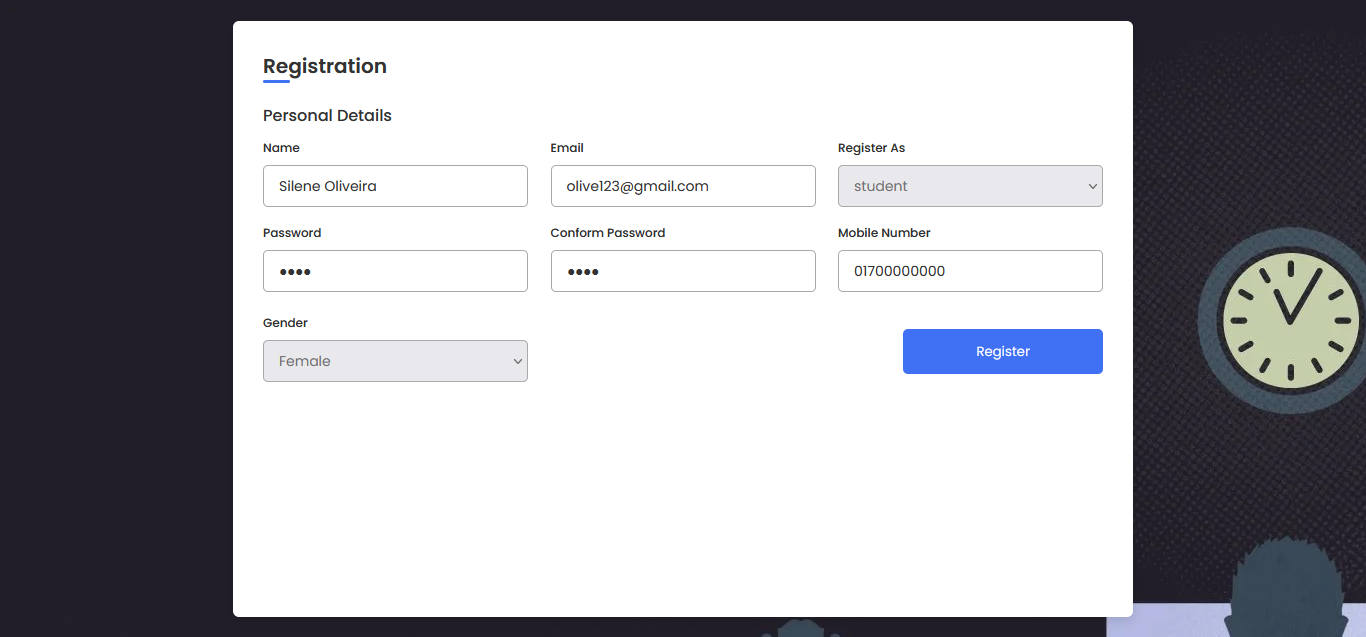 Registration
Personal Details
Name Email Register As
Silene Oliveira olive123@gmail.com student
Password Conform Password Mobile Number
●●●● ●●●● 01700000000
Gender
Female Register